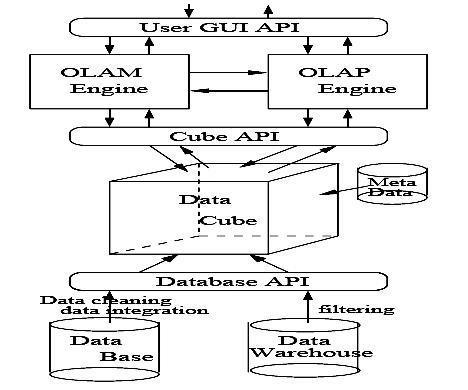 User GUI API
OLAM
Engine
OLAP
Engine
Cube API
Data
Cube
Meta
Data
Database API
Data cleaning
data integration
filtering
Data
Base
Data
Warehouse